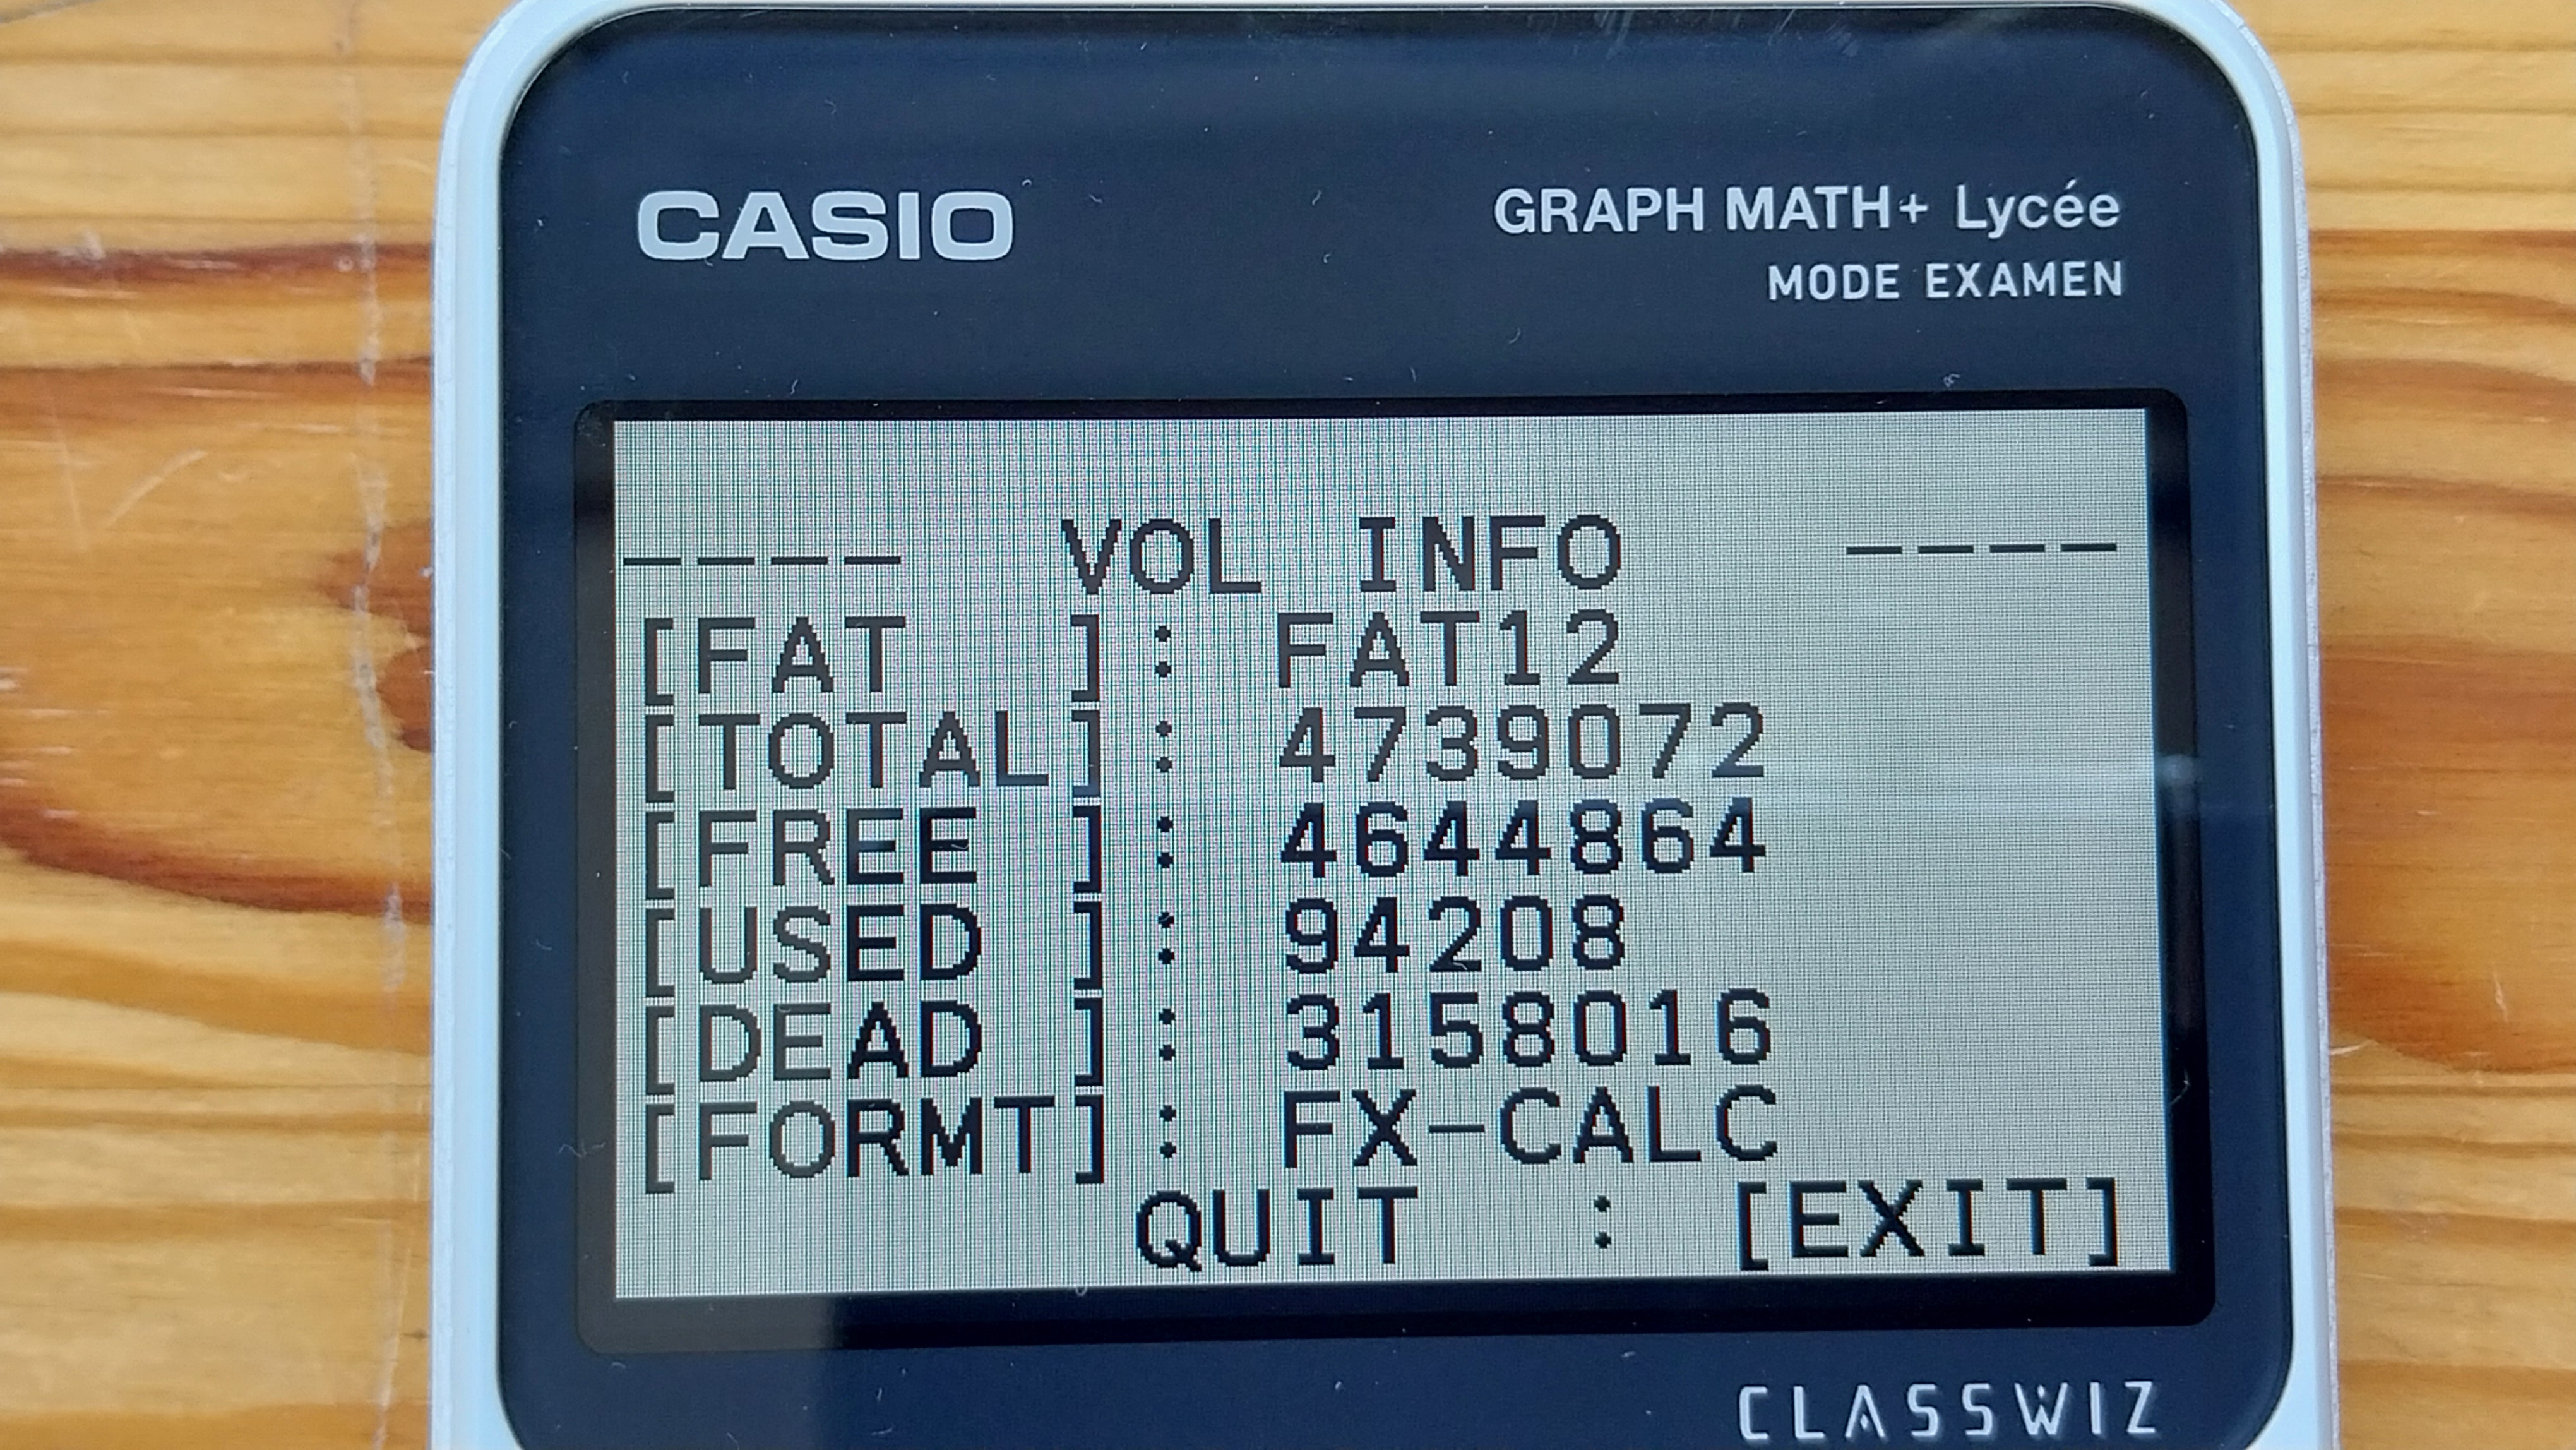 CASIO
GRAPH MATH+ Lycée
MODE EXAMEN
---- VOL INFO ----
[FAT  ]: FAT12
[TOTAL]: 4739072
[FREE ]: 4644864
[USED ]: 94208
[DEAD ]: 3158016
[FORMT]: FX-CALC
QUIT : [EXIT]
CLASSWIZ